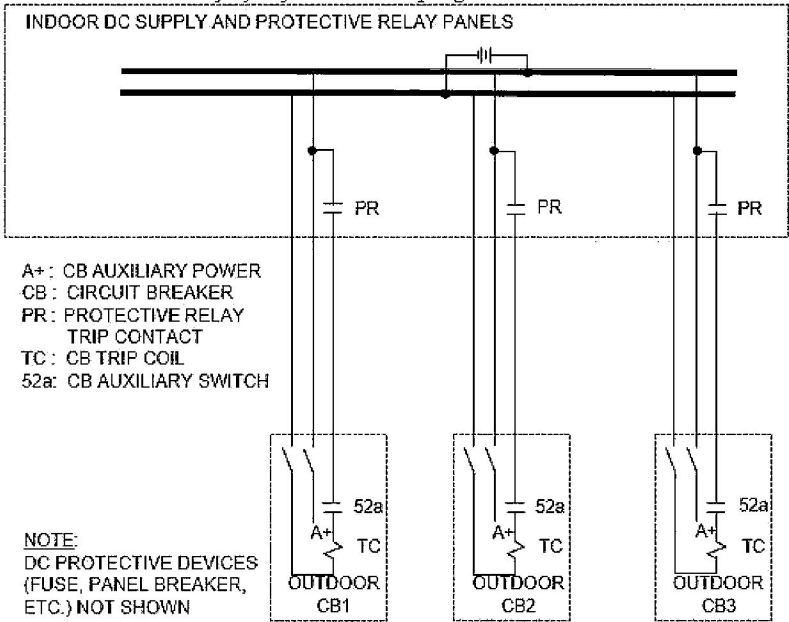 INDOOR DC SUPPLY AND PROTECTIVE RELAY PANELS
PR
PR
PR
A+ : CB AUXILIARY POWER
CB : CIRCUIT BREAKER
PR : PROTECTIVE RELAY
TRIP CONTACT
TC : CB TRIP COIL
52a: CB AUXILIARY SWITCH
52a
52a
52a
A+
TC
A+
TC
A+
TC
NOTE:
DC PROTECTIVE DEVICES
(FUSE, PANEL BREAKER,
ETC.) NOT SHOWN
OUTDOOR
CB1
OUTDOOR
CB2
OUTDOOR
CB3